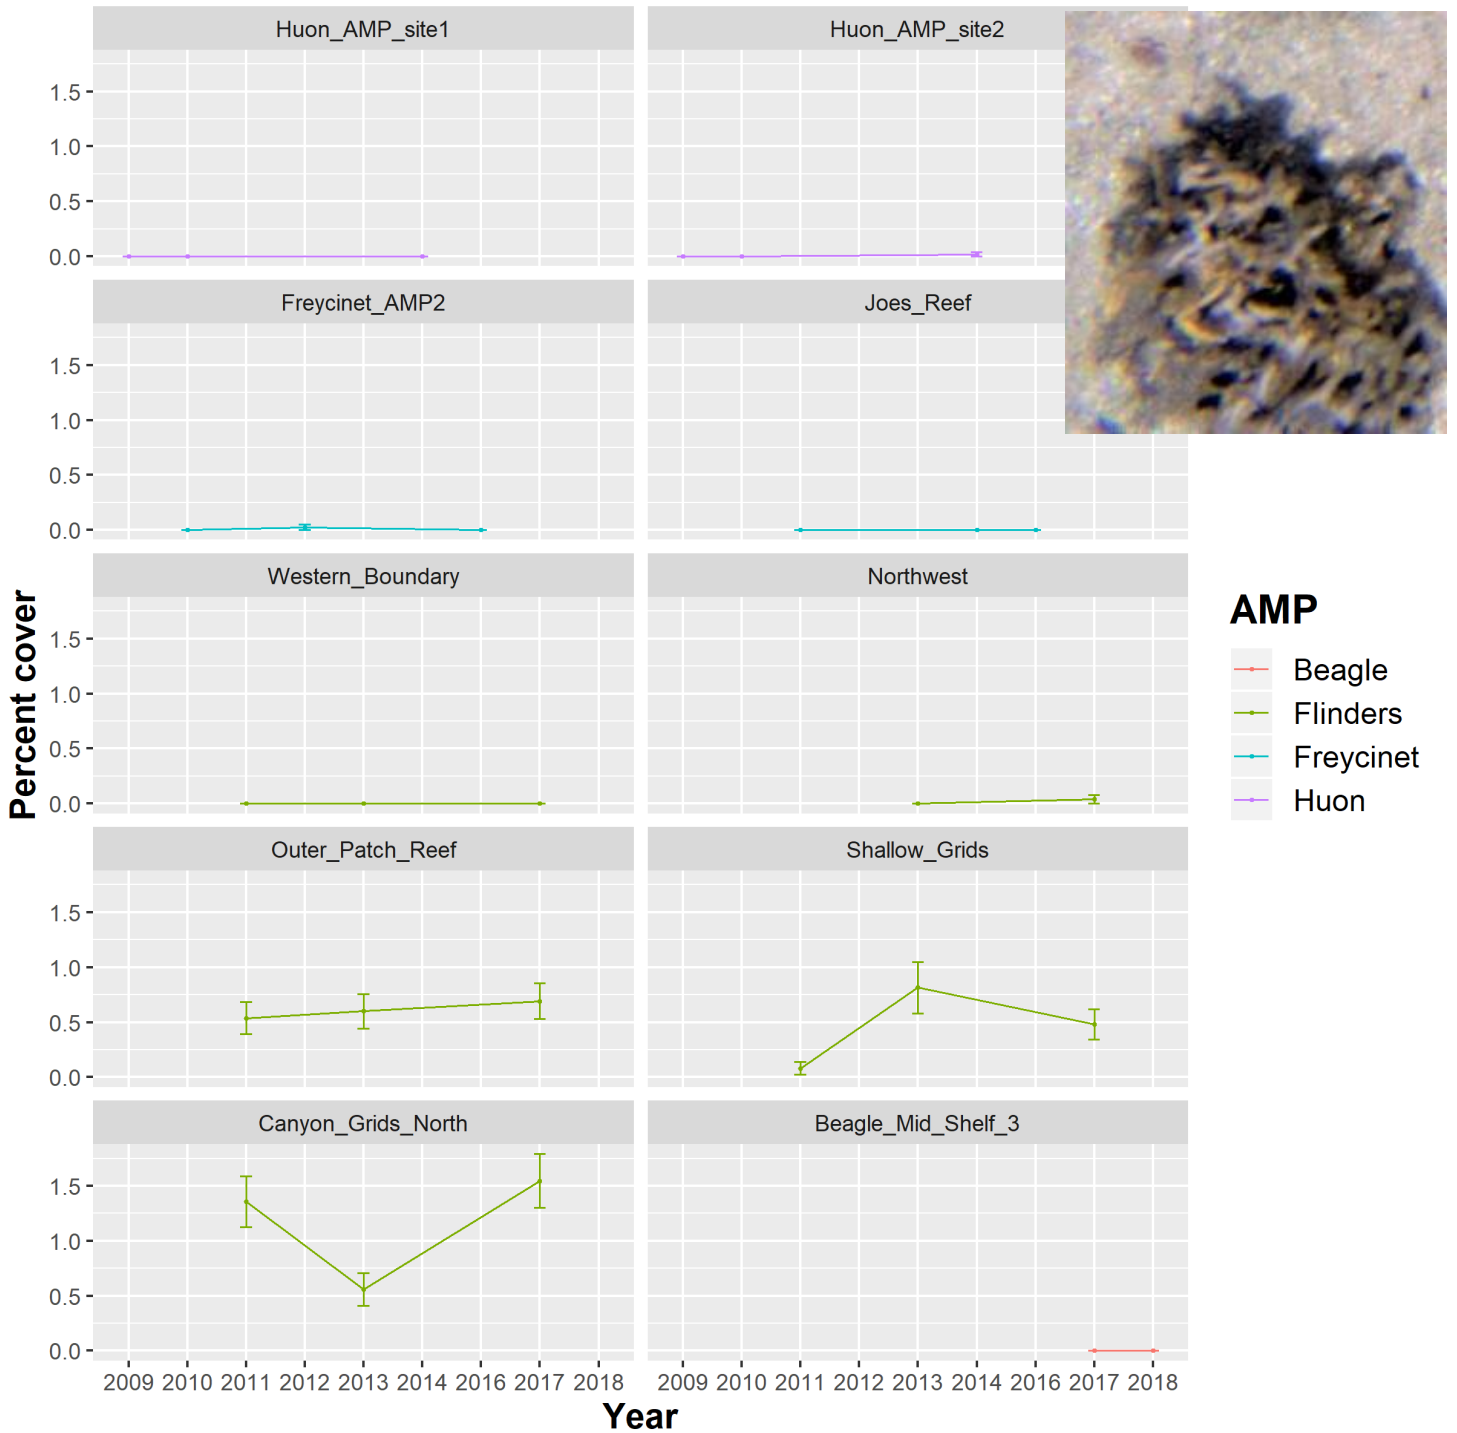 Huon_AMP_site1
Huon_AMP_site2
1.5
1.0
0.5
0.0
Freycinet_AMP2
Joes_Reef
1.5
1.0
0.5
0.0
Western_Boundary
Northwest
1.5
1.0
0.5
0.0
Outer_Patch_Reef
Shallow_Grids
1.5
1.0
0.5
0.0
Canyon_Grids_North
Beagle_Mid_Shelf_3
1.5
1.0
0.5
0.0
2009 2010 2011 2012 2013 2014 2016 2017 2018
2009 2010 2011 2012 2013 2014 2016 2017 2018
Year
Percent cover
AMP
Beagle
Flinders
Freycinet
Huon